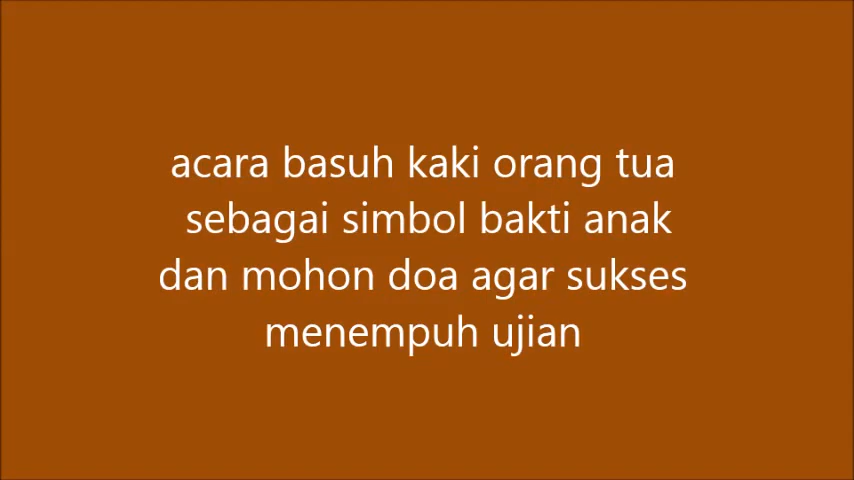 acara basuh kaki orang tua
sebagai simbol bakti anak
dan mohon doa agar sukses
menempuh ujian